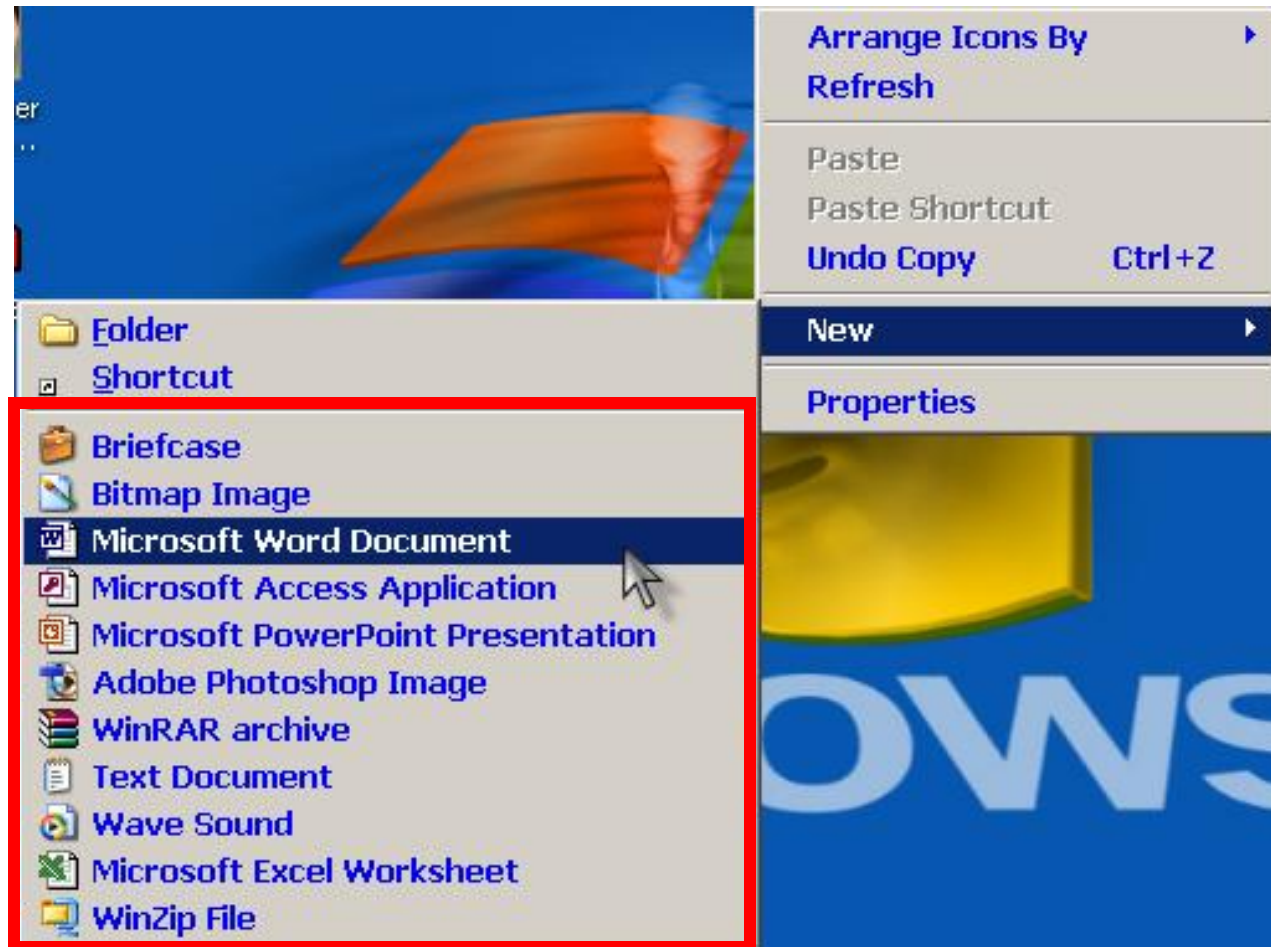 er
..
Arrange Icons By
Refresh
Paste
Paste Shortcut
Undo Copy Ctrl+Z
New
Properties
Folder
Shortcut
Briefcase
Bitmap Image
Microsoft Word Document
Microsoft Access Application
Microsoft PowerPoint Presentation
Adobe Photoshop Image
WinRAR archive
Text Document
Wave Sound
Microsoft Excel Worksheet
WinZip File
OWS